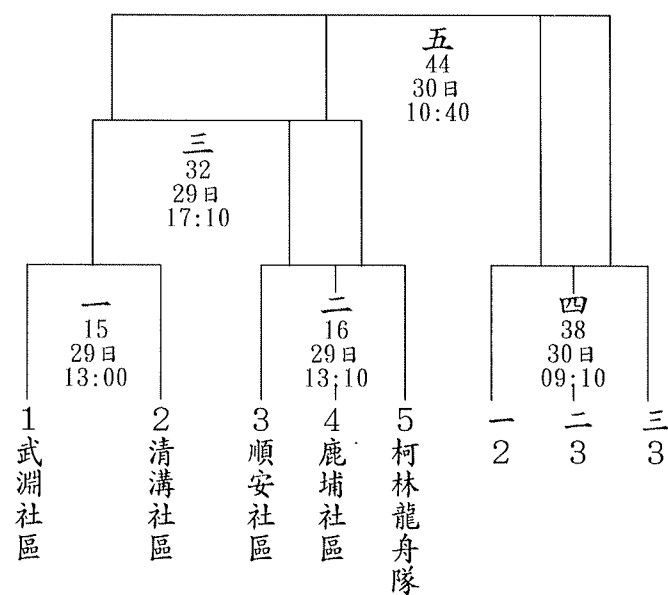 五
44
30日
10:40
三
32
29日
17:10
一
15
29日
13:00
二
16
29日
13:10
四
38
30日
09:10
1武淵社區
2清溝社區
3順安社區
4鹿埔社區
5柯林龍舟隊
一2
二3
三3